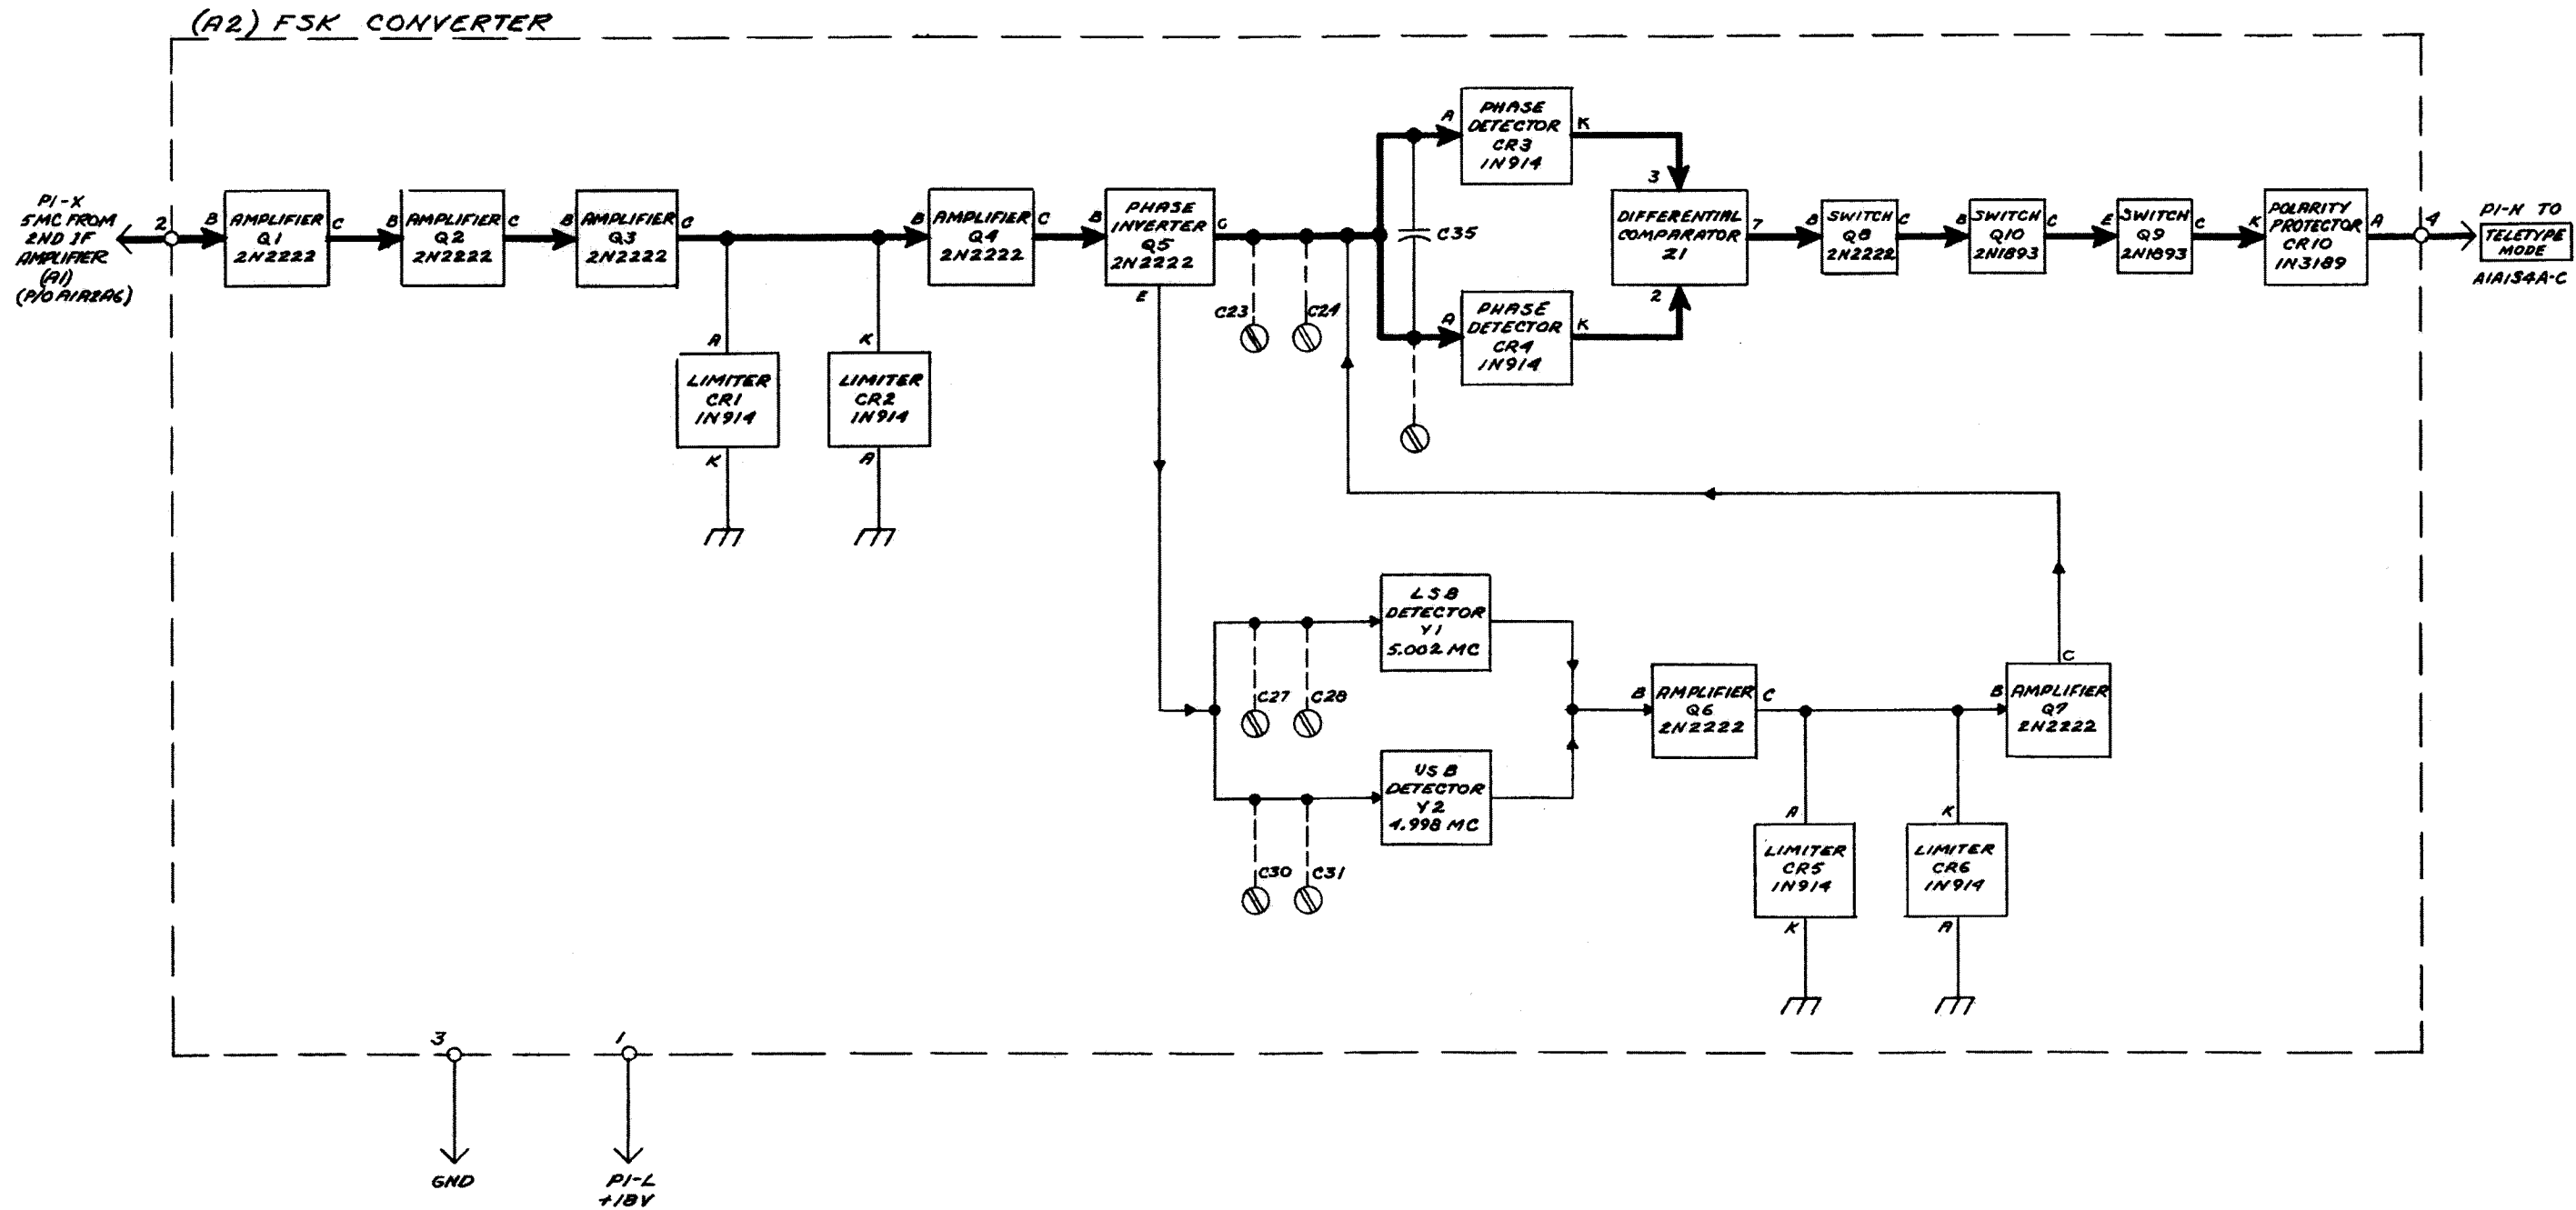 (A2) FSK CONVERTER
P1-X
5MC FROM
2ND IF
AMPLIFIER
(A1)
(P/O A1A2A6)
2
B
AMPLIFIER
Q1
2N2222
C
B
AMPLIFIER
Q2
2N2222
C
B
AMPLIFIER
Q3
2N2222
C
A
LIMITER
CR1
1N914
K
K
LIMITER
CR2
1N914
A
B
AMPLIFIER
Q4
2N2222
C
B
PHASE
INVERTER
Q5
2N2222
C
E
C23
C24
C35
A
PHASE
DETECTOR
CR3
1N914
K
A
PHASE
DETECTOR
CR4
1N914
K
3
DIFFERENTIAL
COMPARATOR
Z1
2
7
B
SWITCH
Q8
2N2222
C
B
SWITCH
Q10
2N1893
C
E
SWITCH
Q9
2N1893
C
K
POLARITY
PROTECTOR
CR10
1N3189
A
4
P1-N TO
TELETYPE
MODE
A1A1S4A-C
C27
C28
LSB
DETECTOR
Y1
5.002 MC
C30
C31
USB
DETECTOR
Y2
4.998 MC
B
AMPLIFIER
Q6
2N2222
C
A
LIMITER
CR5
1N914
K
K
LIMITER
CR6
1N914
A
B
AMPLIFIER
Q7
2N2222
C
3
GND
1
P1-L
+18V